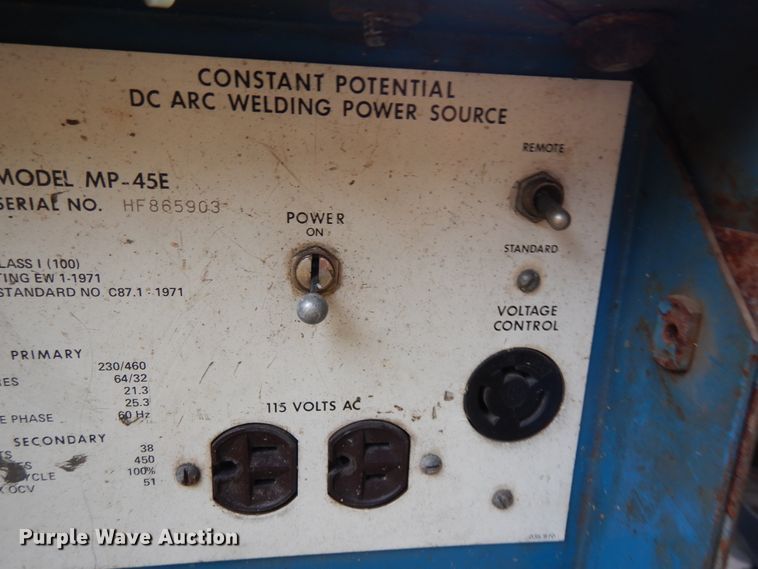 CONSTANT POTENTIAL
DC ARC WELDING POWER SOURCE
REMOTE
MODEL MP-45E
SERIAL NO. HF865903
POWER
ON
STANDARD
LASS I (100)
TING EW 1-1971
STANDARD NO. C87.1 - 1971
VOLTAGE
CONTROL
PRIMARY
230/460
64/32
21.3
25.3
E PHASE 60 Hz
115 VOLTS AC
SECONDARY
38
450
YCLE 100%
X OCV 51
Purple Wave Auction